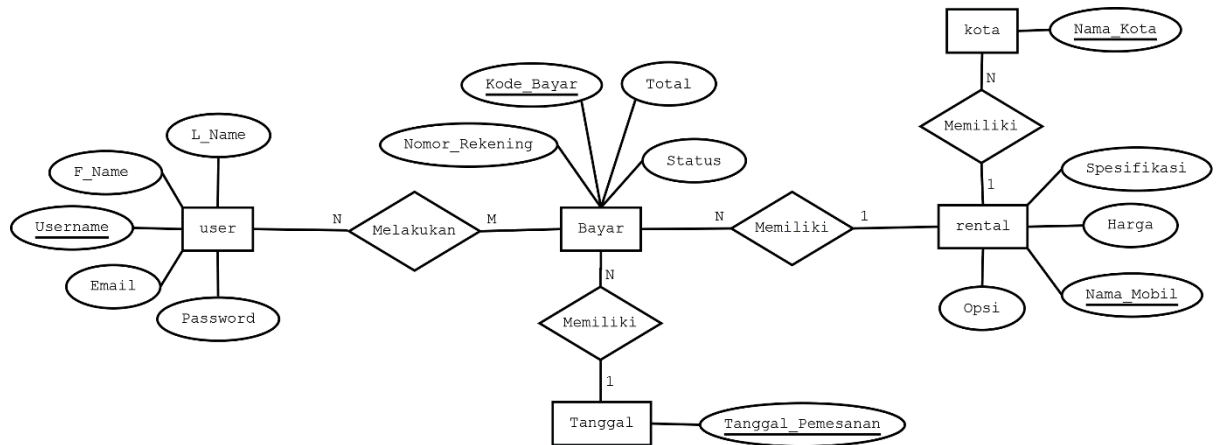 kota
Nama_Kota
N
Memiliki
1
Kode_Bayar
Total
Nomor_Rekening
Status
L_Name
F_Name
Username
user
Email
Password
N
Melakukan
M
Bayar
N
Memiliki
1
rental
Spesifikasi
Harga
Nama_Mobil
Opsi
N
Memiliki
1
Tanggal
Tanggal_Pemesanan